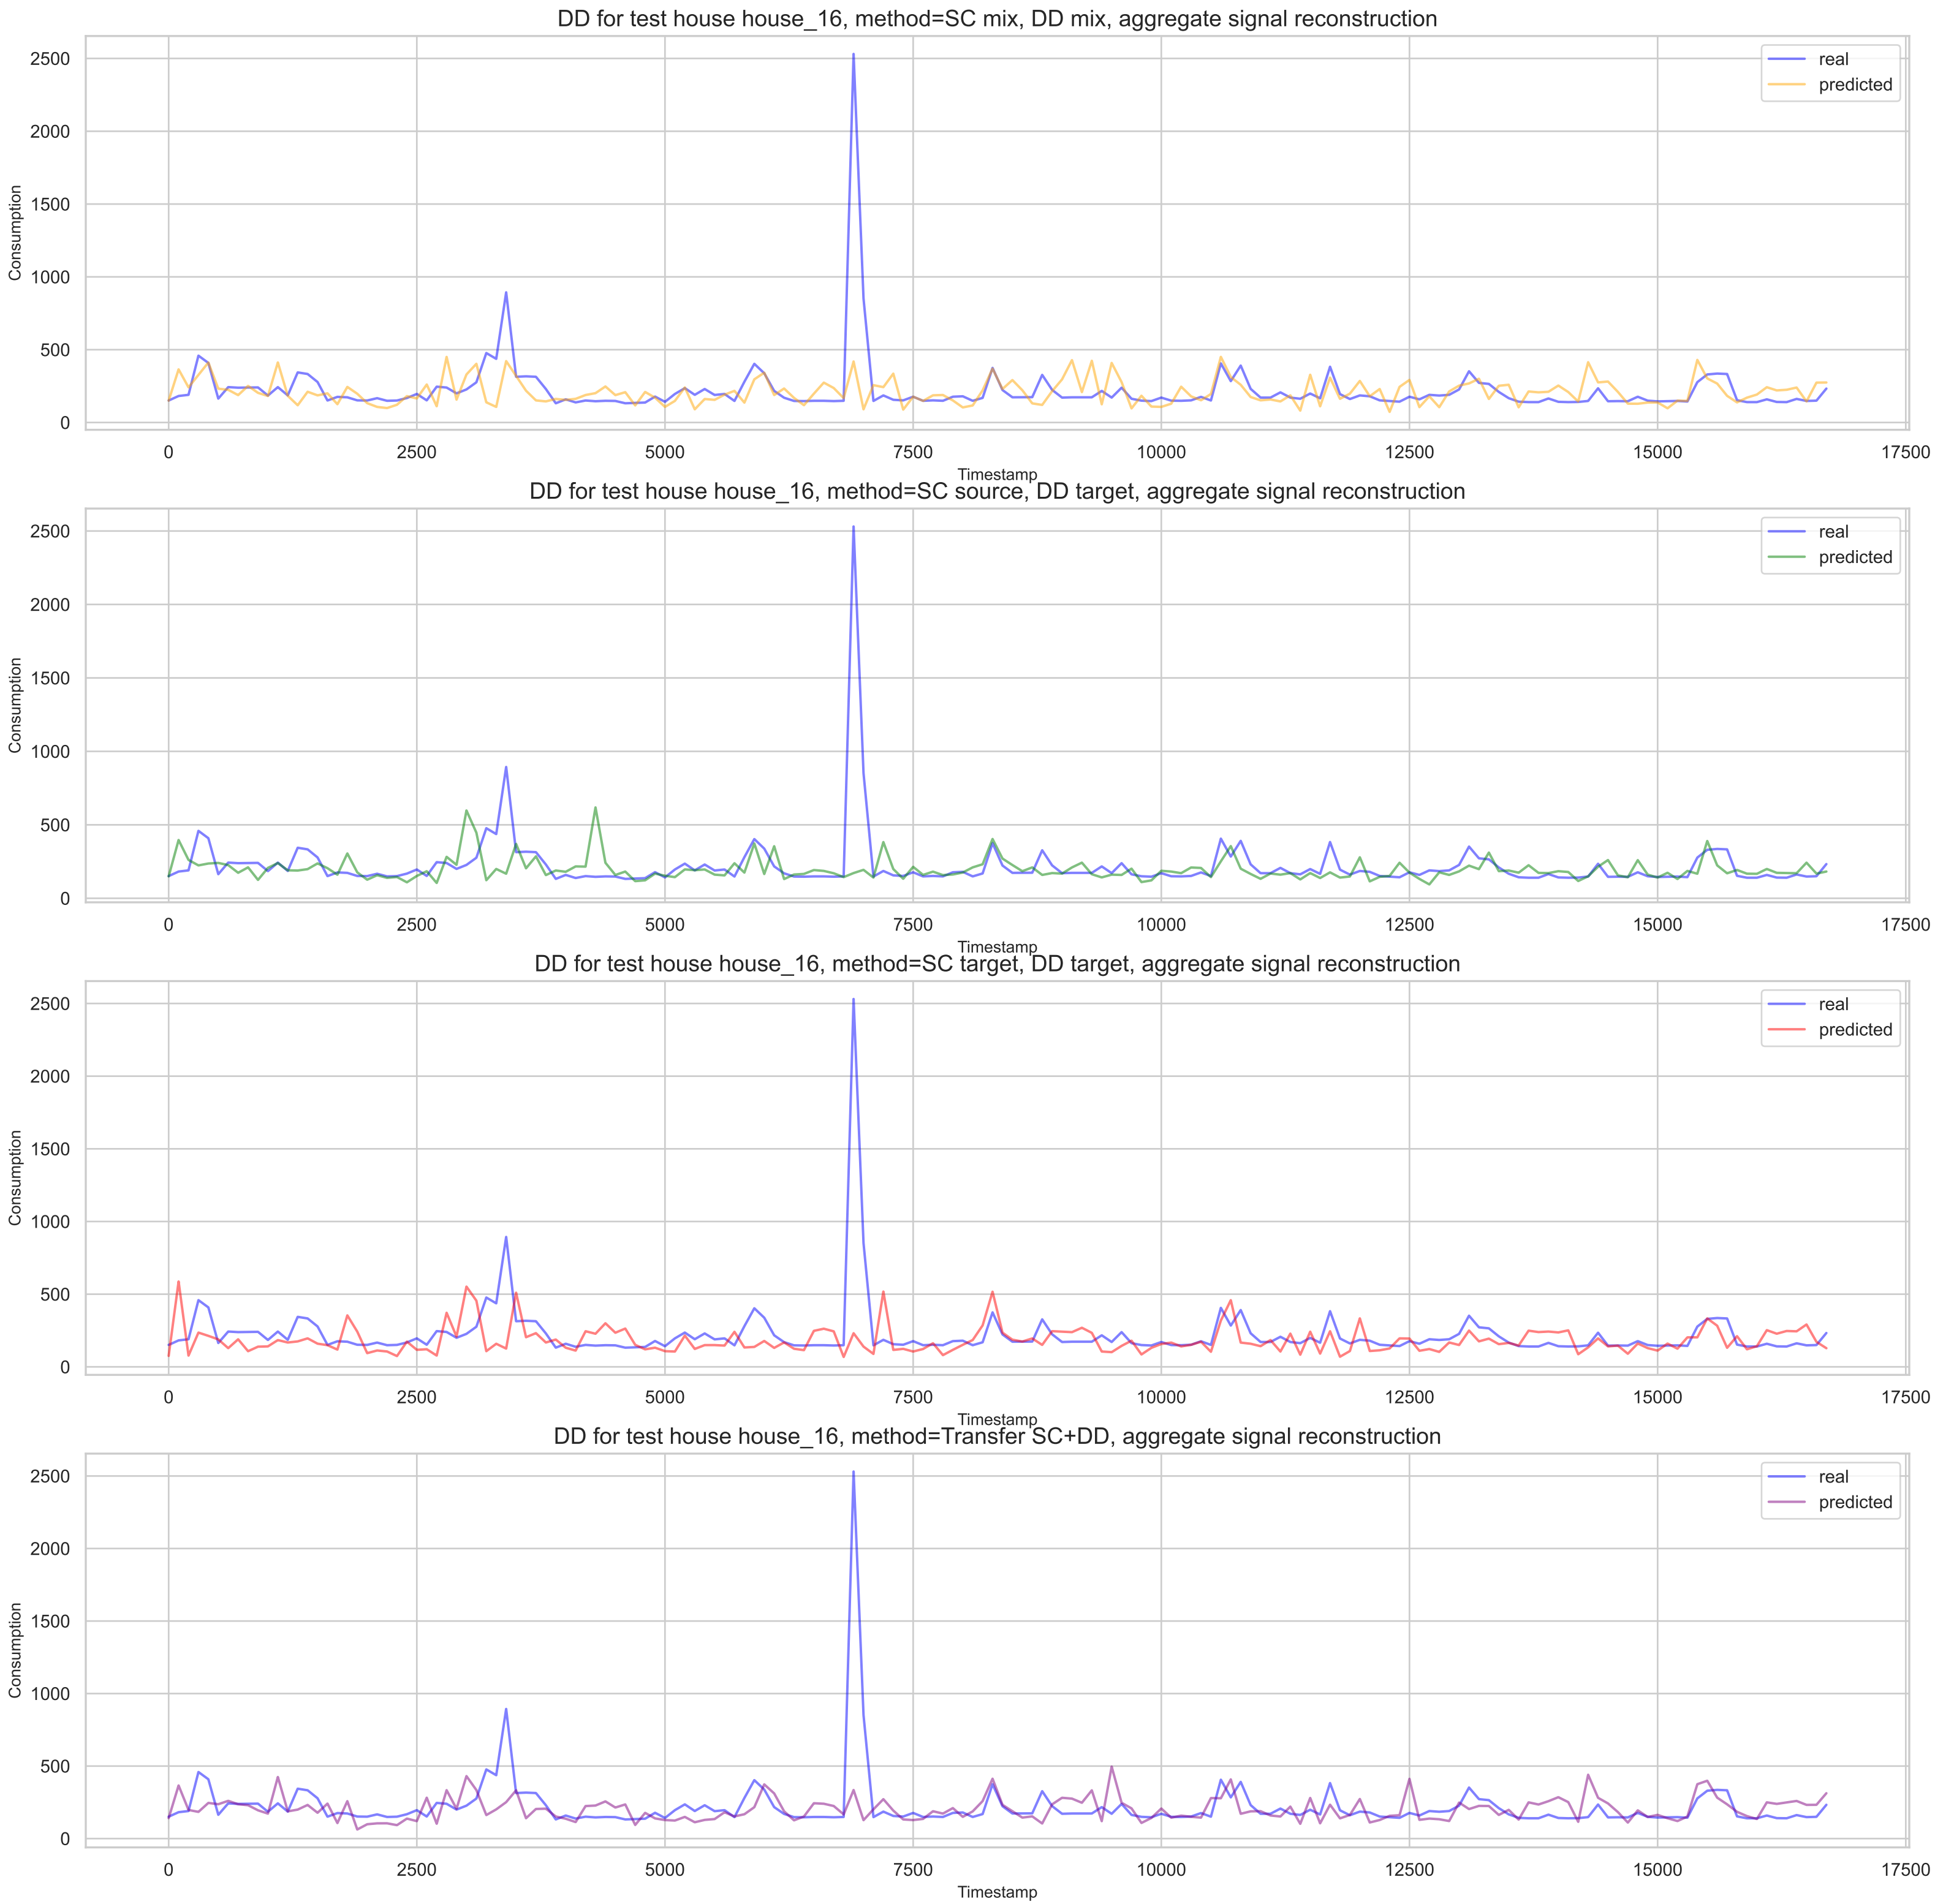 DD for test house house_16, method=SC mix, DD mix, aggregate signal reconstruction
real
predicted
2500
2000
1500
1000
500
0
Consumption
0 2500 5000 7500 10000 12500 15000 17500
Timestamp
DD for test house house_16, method=SC source, DD target, aggregate signal reconstruction
real
predicted
2500
2000
1500
1000
500
0
Consumption
0 2500 5000 7500 10000 12500 15000 17500
Timestamp
DD for test house house_16, method=SC target, DD target, aggregate signal reconstruction
real
predicted
2500
2000
1500
1000
500
0
Consumption
0 2500 5000 7500 10000 12500 15000 17500
Timestamp
DD for test house house_16, method=Transfer SC+DD, aggregate signal reconstruction
real
predicted
2500
2000
1500
1000
500
0
Consumption
0 2500 5000 7500 10000 12500 15000 17500
Timestamp